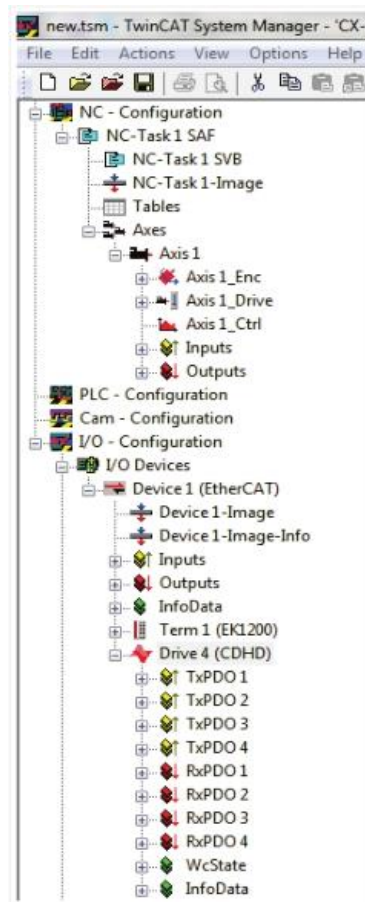 new.tsm - TwinCAT System Manager - 'CX-
File Edit Actions View Options Help
NC - Configuration
NC-Task 1 SAF
NC-Task 1 SVB
NC-Task 1-Image
Tables
Axes
Axis 1
Axis 1_Enc
Axis 1_Drive
Axis 1_Ctrl
Inputs
Outputs
PLC - Configuration
Cam - Configuration
I/O - Configuration
I/O Devices
Device 1 (EtherCAT)
Device 1-Image
Device 1-Image-Info
Inputs
Outputs
InfoData
Term 1 (EK1200)
Drive 4 (CDHD)
TxPDO 1
TxPDO 2
TxPDO 3
TxPDO 4
RxPDO 1
RxPDO 2
RxPDO 3
RxPDO 4
WcState
InfoData